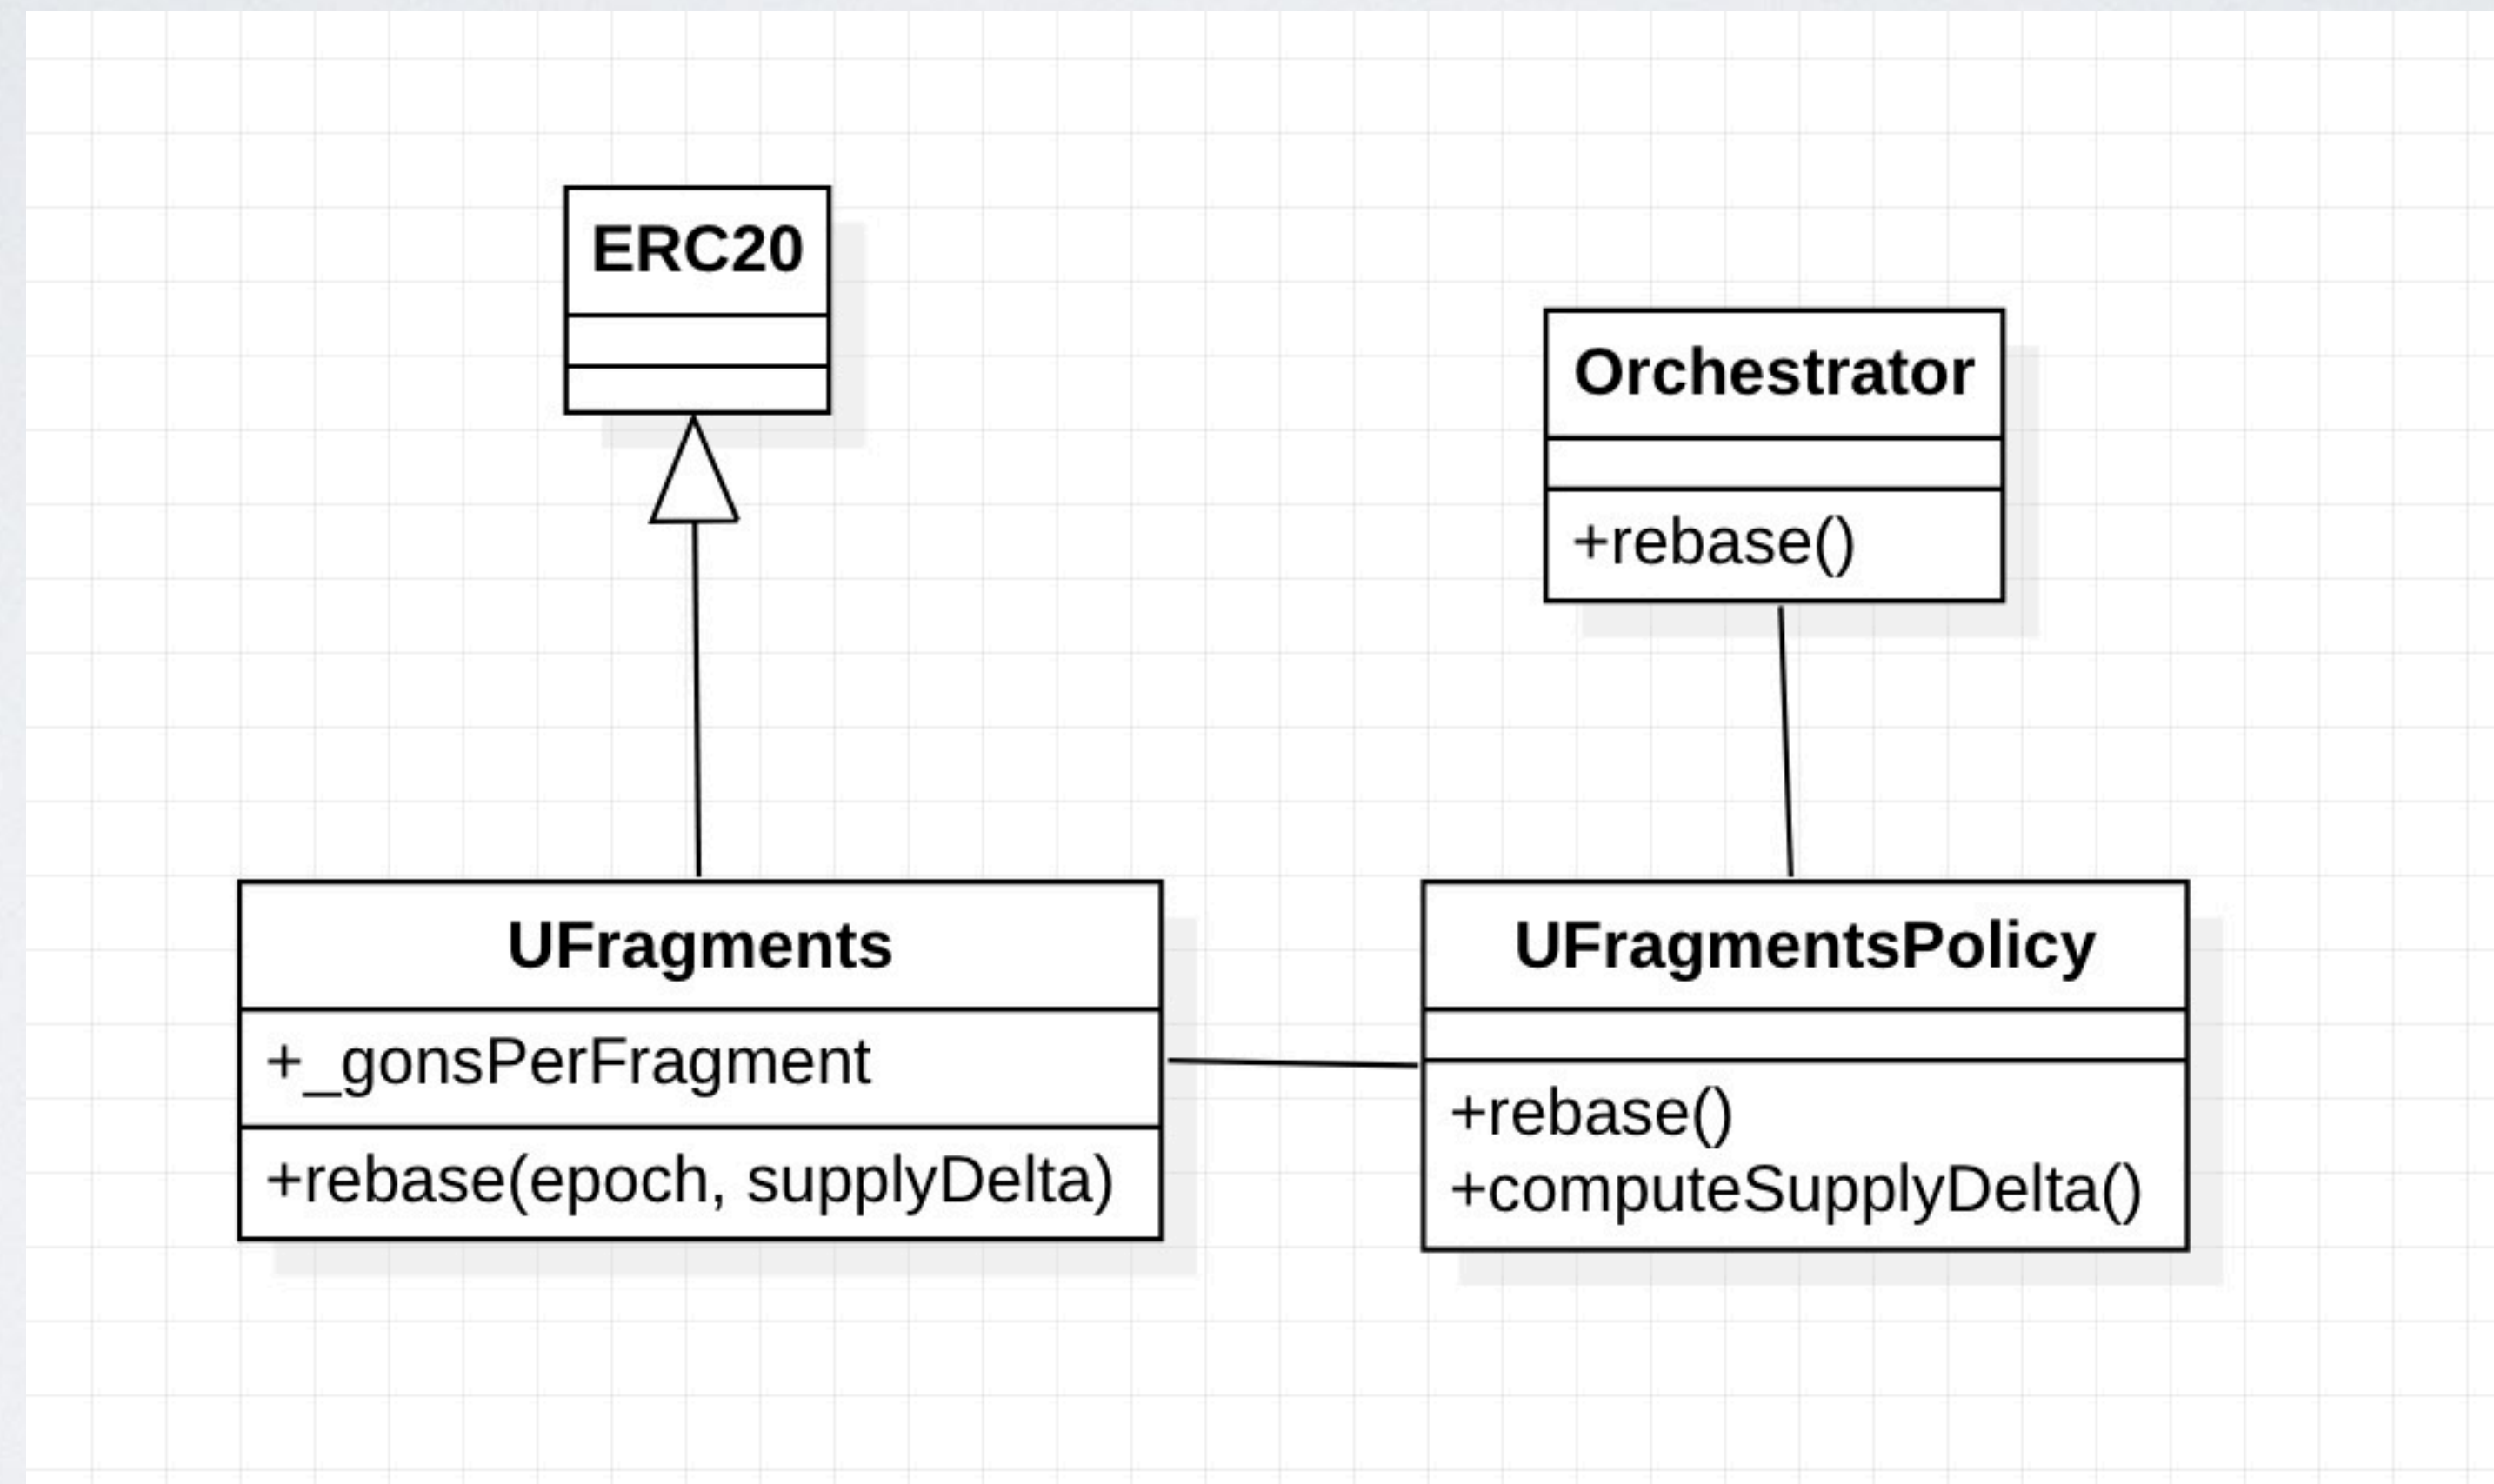 ERC20
Orchestrator
+rebase()
UFragments
+_gonsPerFragment
+rebase(epoch, supplyDelta)
UFragmentsPolicy
+rebase()
+computeSupplyDelta()